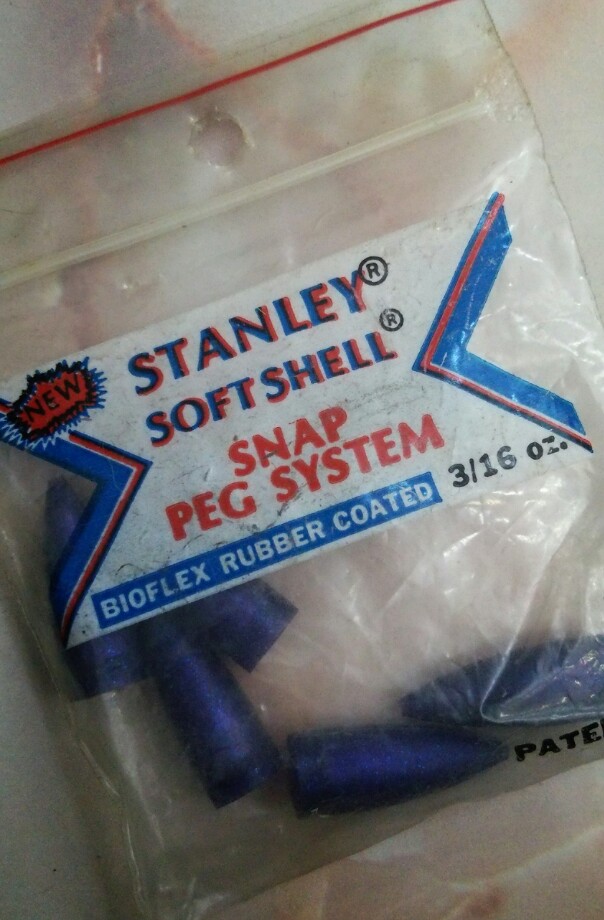 STANLEY®
SOFT SHELL®
NEW
SNAP
PEG SYSTEM
3/16 oz.
BIOFLEX RUBBER COATED